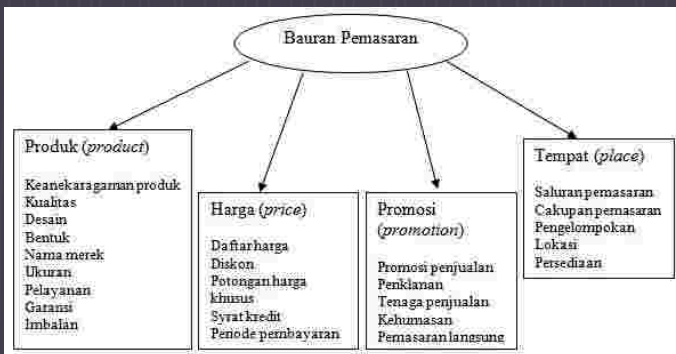 Bauran Pemasaran
Produk (product)
Keanekaragaman produk
Kualitas
Desain
Bentuk
Nama merek
Ukuran
Pelayanan
Garansi
Imbalan
Harga (price)
Daftar harga
Diskon
Potongan harga
khusus
Syrat kredit
Periode pembayaran
Promosi
(promotion)
Promosi penjualan
Periklanan
Tenaga penjualan
Kehumasan
Pemasaran langsung
Tempat (place)
Saluran pemasaran
Cakupan pemasaran
Pengelompokan
Lokasi
Persediaan